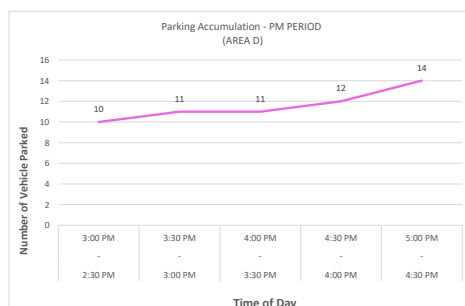 Parking Accumulation - PM PERIOD
(AREA D)
Number of Vehicle Parked
16
14
12
10
8
6
4
2
0
10
11
11
12
14
3:00 PM 3:30 PM 4:00 PM 4:30 PM 5:00 PM
- - - - -
2:30 PM 3:00 PM 3:30 PM 4:00 PM 4:30 PM
Time of Day